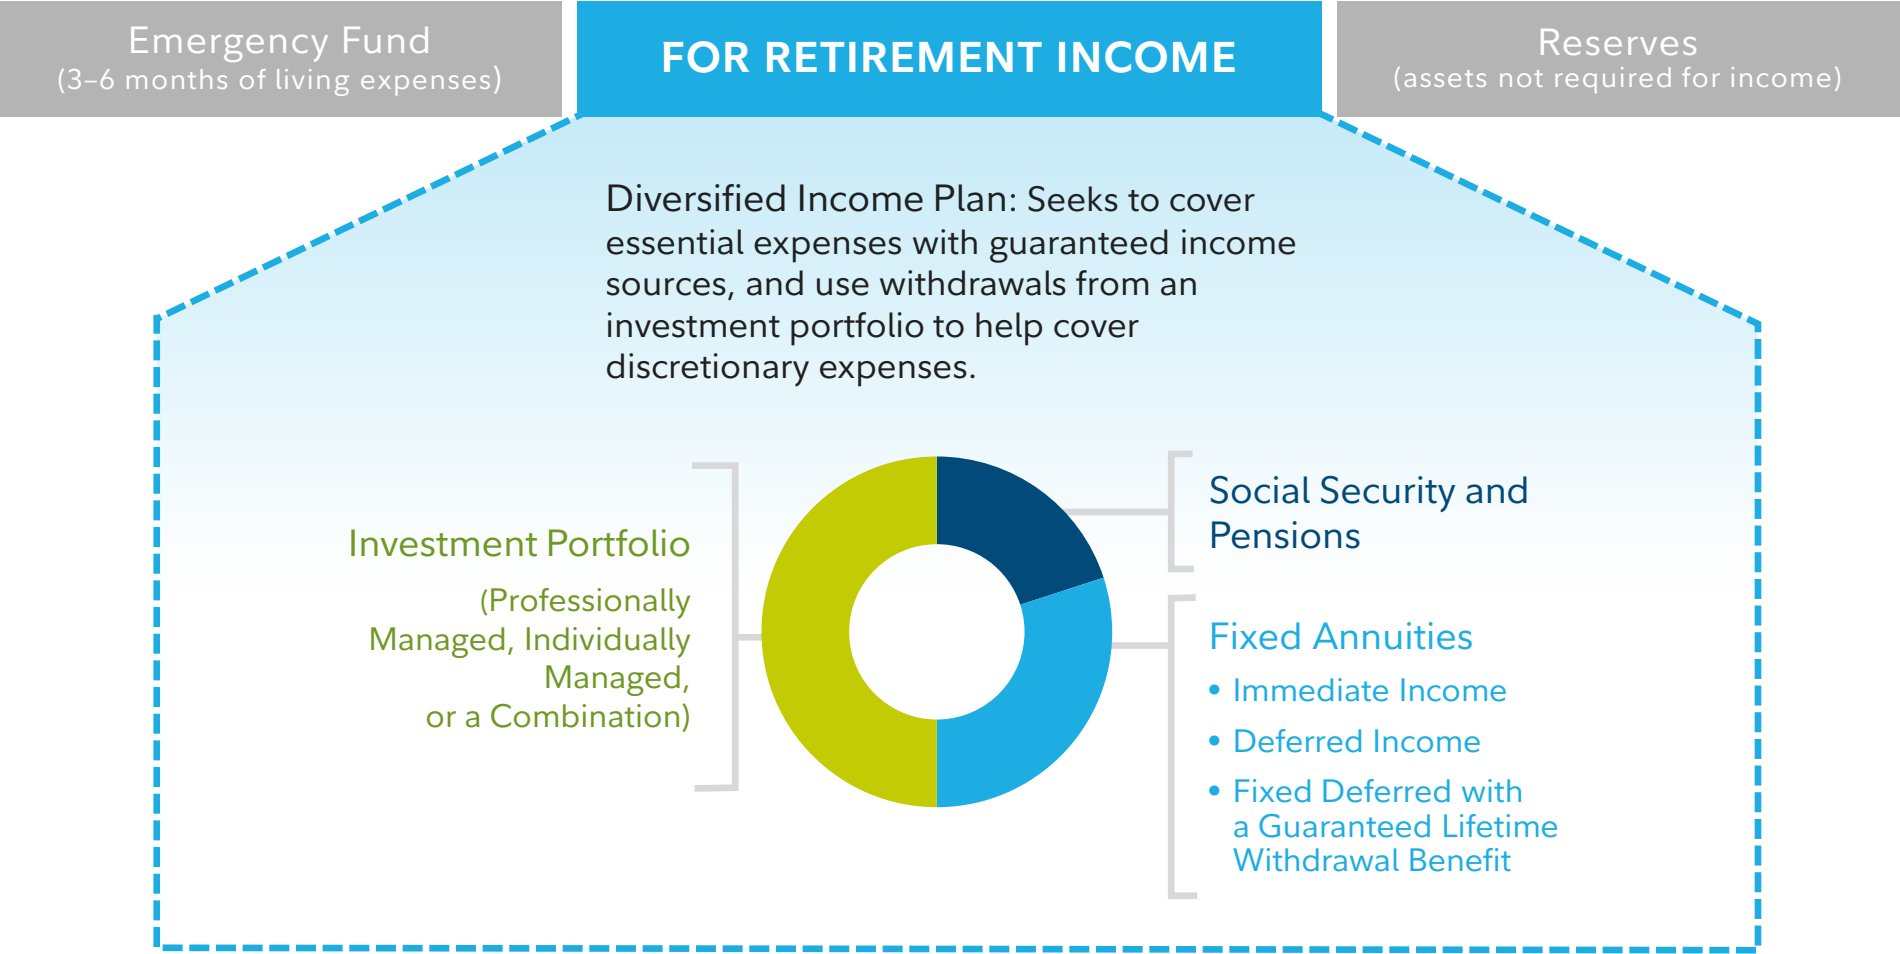 Emergency Fund
(3–6 months of living expenses)
FOR RETIREMENT INCOME
Reserves
(assets not required for income)
Diversified Income Plan: Seeks to cover
essential expenses with guaranteed income
sources, and use withdrawals from an
investment portfolio to help cover
discretionary expenses.
Investment Portfolio
(Professionally
Managed, Individually
Managed,
or a Combination)
Social Security and
Pensions
Fixed Annuities
• Immediate Income
• Deferred Income
• Fixed Deferred with
a Guaranteed Lifetime
Withdrawal Benefit